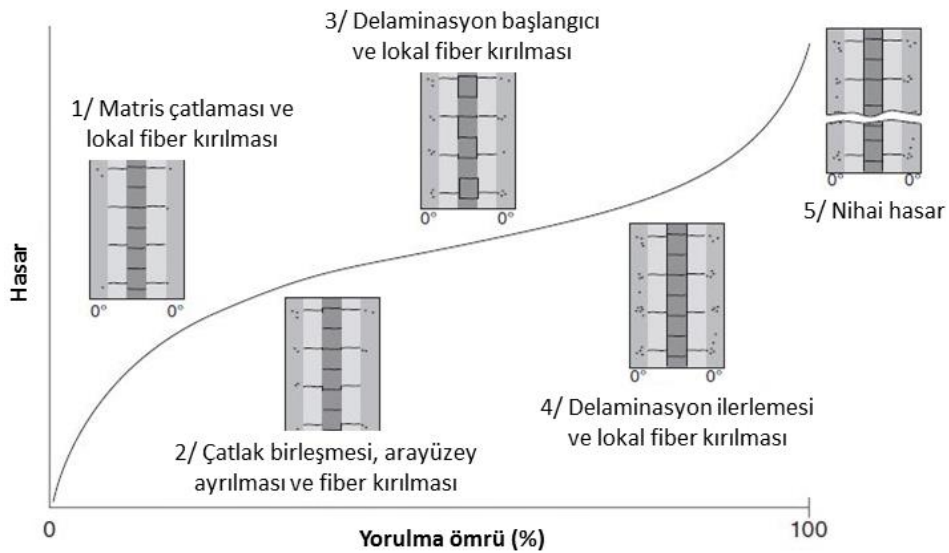 3/ Delaminasyon başlangıcı
ve lokal fiber kırılması
1/ Matris çatlaması ve
lokal fiber kırılması
0° 0°
0° 0°
0° 0°
5/ Nihai hasar
Hasar
2/ Çatlak birleşmesi, arayüzey
ayrılması ve fiber kırılması
0° 0°
4/ Delaminasyon ilerlemesi
ve lokal fiber kırılması
0
Yorulma ömrü (%)
100